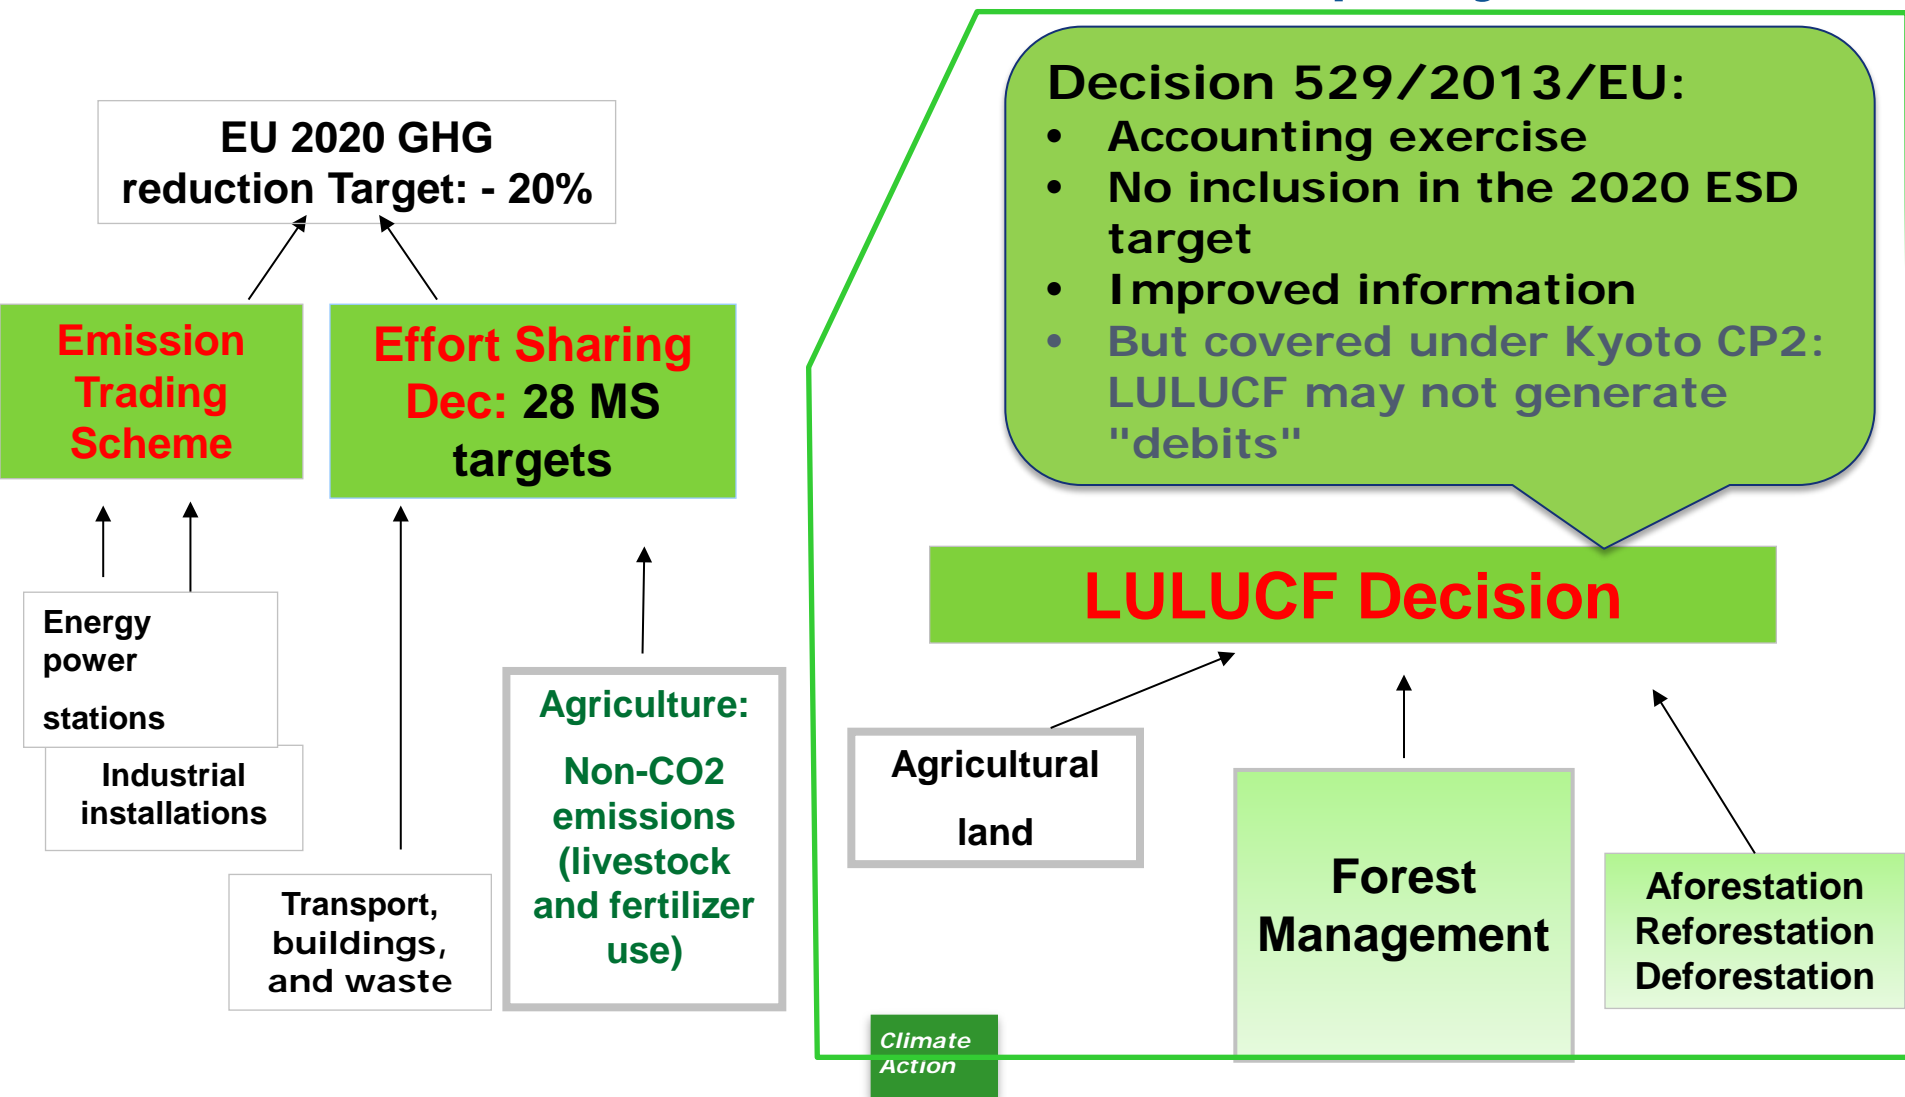 EU 2020 GHG
reduction Target: - 20%
Emission
Trading
Scheme
Effort Sharing
Dec: 28 MS
targets
Energy
power
stations
Industrial
installations
Transport,
buildings,
and waste
Agriculture:
Non-CO2
emissions
(livestock
and fertilizer
use)
Decision 529/2013/EU:
• Accounting exercise
• No inclusion in the 2020 ESD
target
• Improved information
• But covered under Kyoto CP2:
LULUCF may not generate
"debits"
LULUCF Decision
Agricultural
land
Forest
Management
Aforestation
Reforestation
Deforestation
Climate
Action